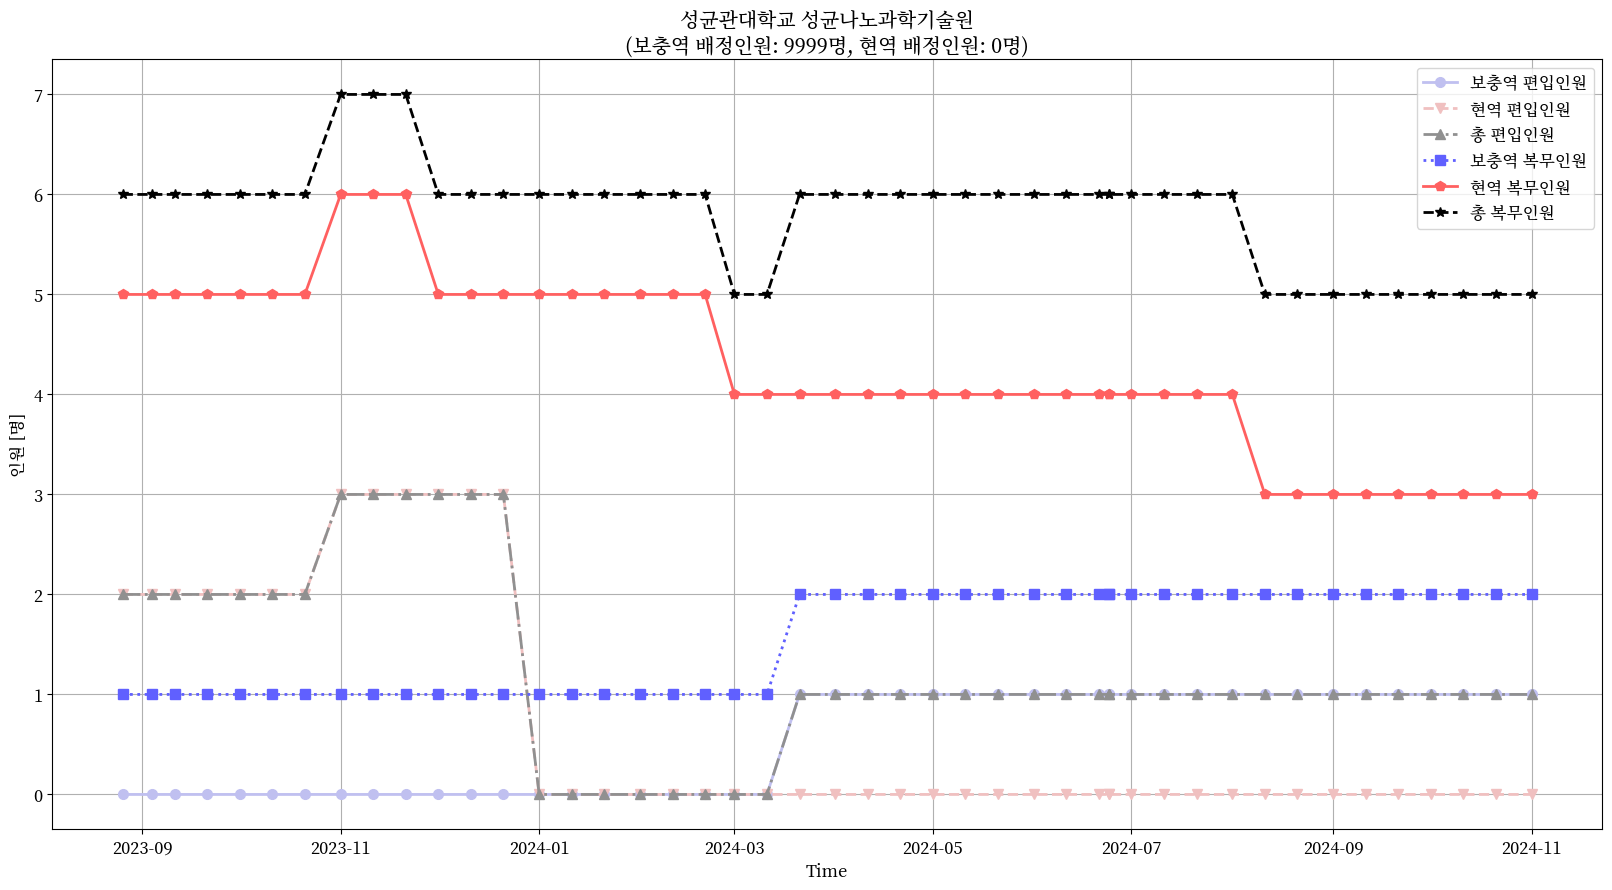 성균관대학교 성균나노과학기술원
(보충역 배정인원: 9999명, 현역 배정인원: 0명)
보충역 편입인원
현역 편입인원
총 편입인원
보충역 복무인원
현역 복무인원
총 복무인원
인원 [명]
7
6
5
4
3
2
1
0
2023-09
2023-11
2024-01
2024-03
2024-05
2024-07
2024-09
2024-11
Time